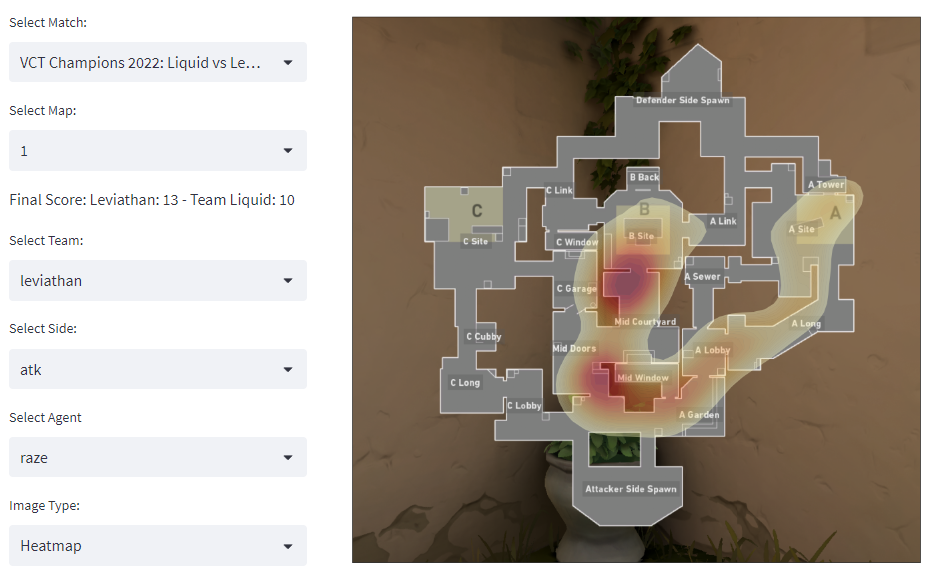 Select Match:
VCT Champions 2022: Liquid vs Le...
Select Map:
1
Final Score: Leviathan: 13 - Team Liquid: 10
Select Team:
leviathan
Select Side:
atk
Select Agent
raze
Image Type:
Heatmap
Defender Side Spawn
B Back
A Tower
C Link
C
B
A
A Link
A Site
B Site
C Site
C Window
A Sewer
C Garage
Mid Courtyard
A Long
C Cubby
Mid Doors
A Lobby
C Long
Mid Window
C Lobby
A Garden
Attacker Side Spawn